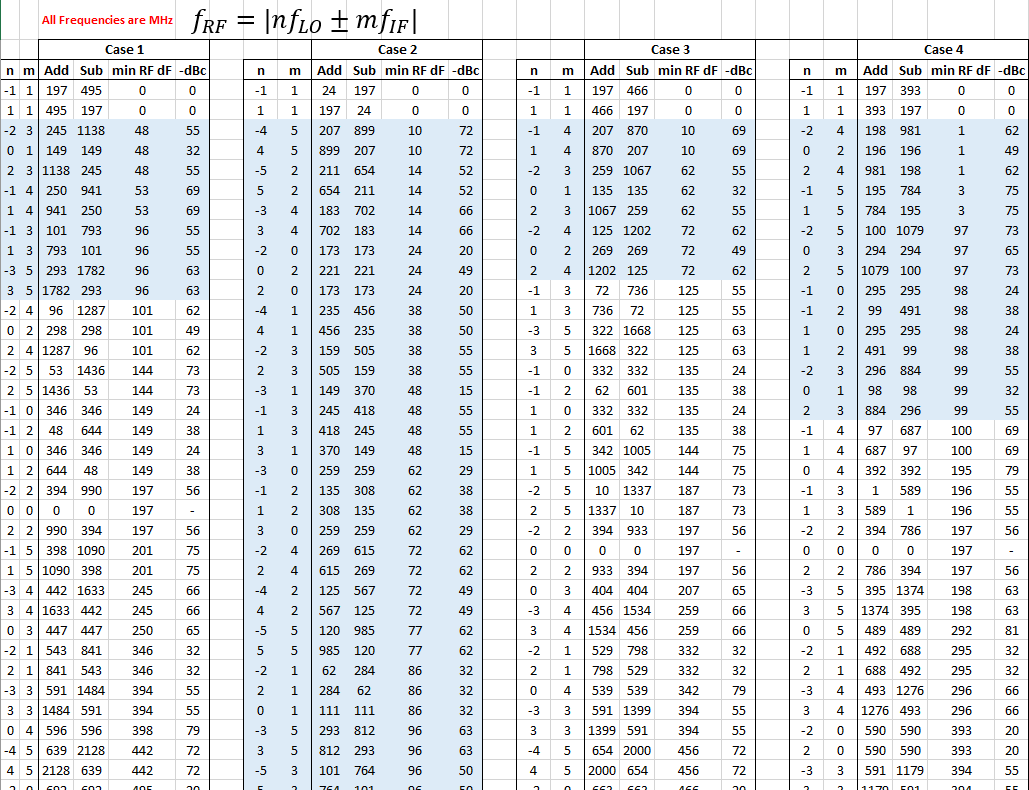 All Frequencies are MHz f_RF = |nf_LO ± mf_IF|
Case 1 Case 2 Case 3 Case 4
n m Add Sub min RF dF -dBc n m Add Sub min RF dF -dBc n m Add Sub min RF dF -dBc n m Add Sub min RF dF -dBc
-1 1 197 495 0 0 -1 1 24 197 0 0 -1 1 197 466 0 0 -1 1 197 393 0 0
1 1 495 197 0 0 1 1 197 24 0 0 1 1 466 197 0 0 1 1 393 197 0 0
-2 3 245 1138 48 55 -4 5 207 899 10 72 -1 4 207 870 10 69 -2 4 198 981 1 62
0 1 149 149 48 32 4 5 899 207 10 72 1 4 870 207 10 69 0 2 196 196 1 49
2 3 1138 245 48 55 -5 2 211 654 14 52 -2 3 259 1067 62 55 2 4 981 198 1 62
-1 4 250 941 53 69 5 2 654 211 14 52 0 1 135 135 62 32 -1 5 195 784 3 75
1 4 941 250 53 69 -3 4 183 702 14 66 2 3 1067 259 62 55 1 5 784 195 3 75
-1 3 101 793 96 55 3 4 702 183 14 66 -2 4 125 1202 72 62 -2 5 100 1079 97 73
1 3 793 101 96 55 -2 0 173 173 24 20 0 2 269 269 72 49 0 3 294 294 97 65
-3 5 293 1782 96 63 0 2 221 221 24 49 2 4 1202 125 72 62 2 5 1079 100 97 73
3 5 1782 293 96 63 2 0 173 173 24 20 -1 3 72 736 125 55 -1 0 295 295 98 24
-2 4 96 1287 101 62 -4 1 235 456 38 50 1 3 736 72 125 55 -1 2 99 491 98 38
0 2 298 298 101 49 4 1 456 235 38 50 -3 5 322 1668 125 63 1 0 295 295 98 24
2 4 1287 96 101 62 -2 3 159 505 38 55 3 5 1668 322 125 63 1 2 491 99 98 38
-2 5 53 1436 144 73 2 3 505 159 38 55 -1 0 332 332 135 24 -2 3 296 884 99 55
2 5 1436 53 144 73 -3 1 149 370 48 15 -1 2 62 601 135 38 0 1 98 98 99 32
-1 0 346 346 149 24 -1 3 245 418 48 55 1 0 332 332 135 24 2 3 884 296 99 55
-1 2 48 644 149 38 1 3 418 245 48 55 1 2 601 62 135 38 -1 4 97 687 100 69
1 0 346 346 149 24 3 1 370 149 48 15 -1 5 342 1005 144 75 1 4 687 97 100 69
1 2 644 48 149 38 -3 0 259 259 62 29 1 5 1005 342 144 75 0 4 392 392 195 79
-2 2 394 990 197 56 -1 2 135 308 62 38 -2 5 10 1337 187 73 -1 3 1 589 196 55
0 0 0 0 197 - 1 2 308 135 62 38 2 5 1337 10 187 73 1 3 589 1 196 55
2 2 990 394 197 56 3 0 259 259 62 29 -2 2 394 933 197 56 -2 2 394 786 197 56
-1 5 398 1090 201 75 -2 4 269 615 72 62 0 0 0 0 197 - 0 0 0 0 197 -
1 5 1090 398 201 75 2 4 615 269 72 62 2 2 933 394 197 56 2 2 786 394 197 56
-3 4 442 1633 245 66 -4 2 125 567 72 49 0 3 404 404 207 65 -3 5 395 1374 198 63
3 4 1633 442 245 66 4 2 567 125 72 49 -3 4 456 1534 259 66 3 5 1374 395 198 63
0 3 447 447 250 65 -5 5 120 985 77 62 3 4 1534 456 259 66 0 5 489 489 292 81
-2 1 543 841 346 32 5 5 985 120 77 62 -2 1 529 798 332 32 -2 1 492 688 295 32
2 1 841 543 346 32 -2 1 62 284 86 32 2 1 798 529 332 32 2 1 688 492 295 32
-3 3 591 1484 394 55 2 1 284 62 86 32 0 4 539 539 342 79 -3 4 493 1276 296 66
3 3 1484 591 394 55 0 1 111 111 86 32 -3 3 591 1399 394 55 3 4 1276 493 296 66
0 4 596 596 398 79 -3 5 293 812 96 63 3 3 1399 591 394 55 -2 0 590 590 393 20
-4 5 639 2128 442 72 3 5 812 293 96 63 -4 5 654 2000 456 72 2 0 590 590 393 20
4 5 2128 639 442 72 -5 3 101 764 96 50 4 5 2000 654 456 72 -3 3 591 1179 394 55